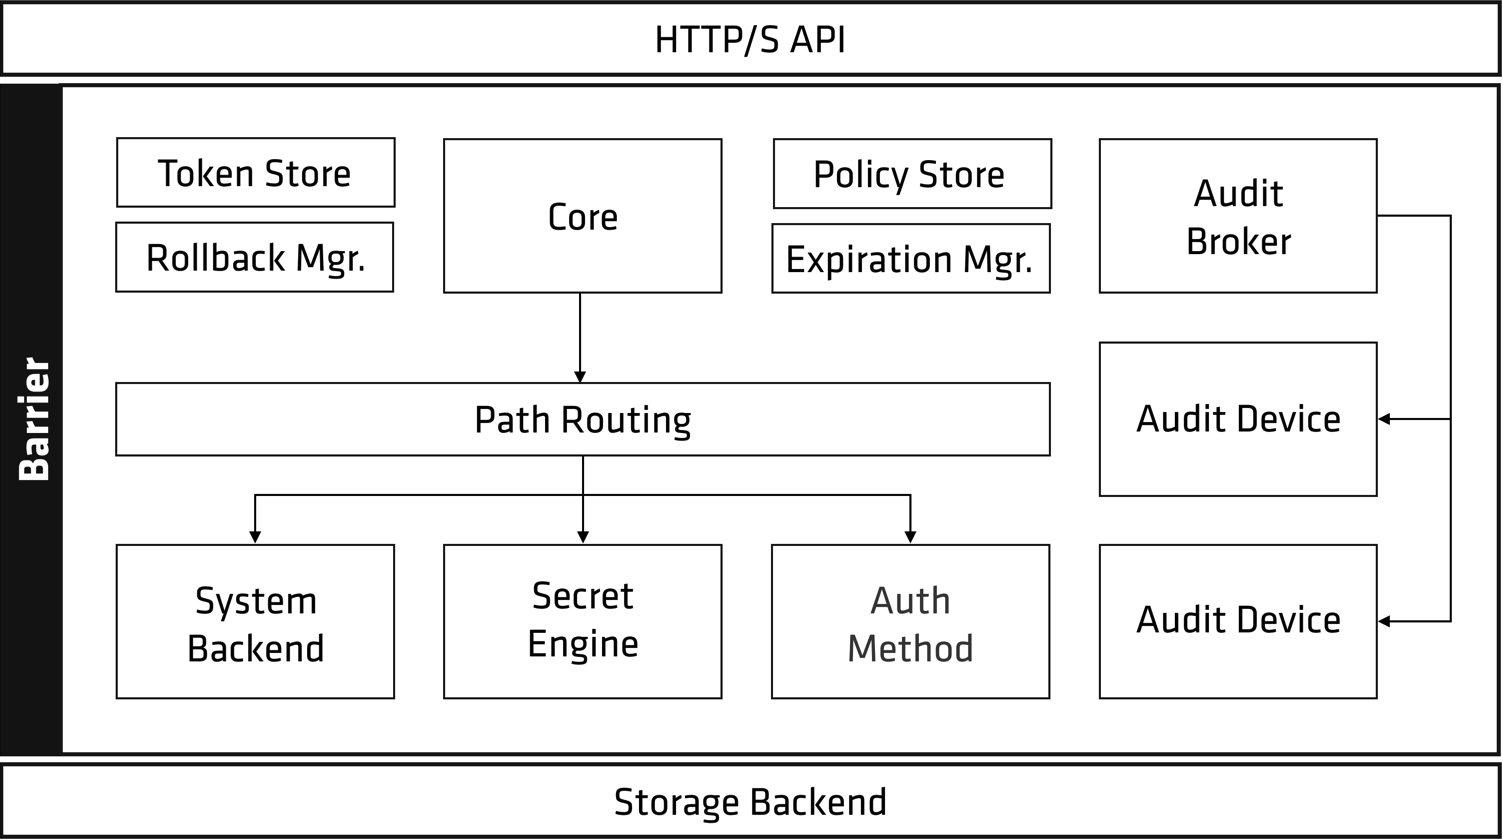 HTTP/S API
Barrier
Token Store
Rollback Mgr.
Core
Policy Store
Expiration Mgr.
Audit
Broker
Path Routing
Audit Device
System
Backend
Secret
Engine
Auth
Method
Audit Device
Storage Backend